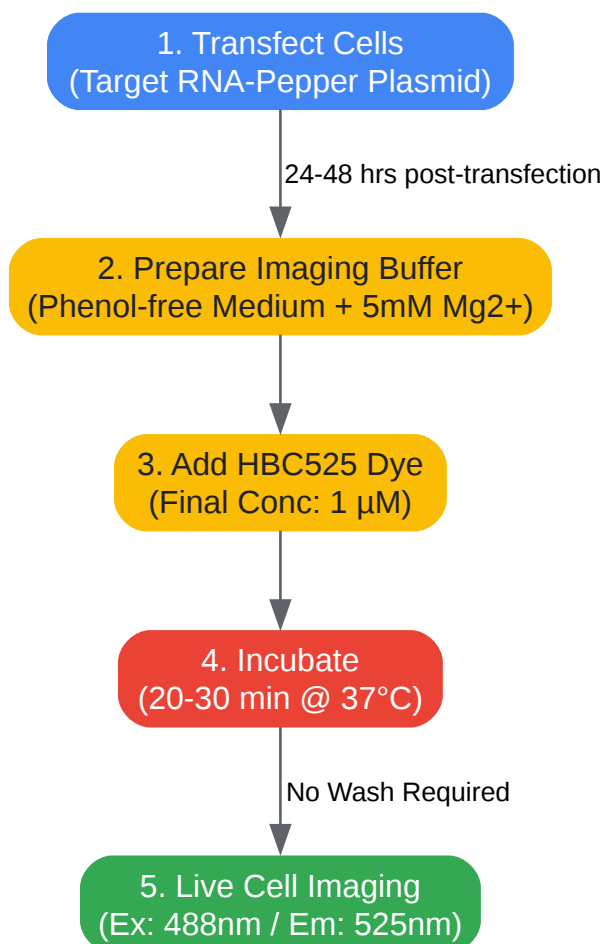 1. Transfect Cells
(Target RNA-Pepper Plasmid)
24-48 hrs post-transfection
2. Prepare Imaging Buffer
(Phenol-free Medium + 5mM Mg2+)
3. Add HBC525 Dye
(Final Conc: 1 µM)
4. Incubate
(20-30 min @ 37°C)
No Wash Required
5. Live Cell Imaging
(Ex: 488nm / Em: 525nm)